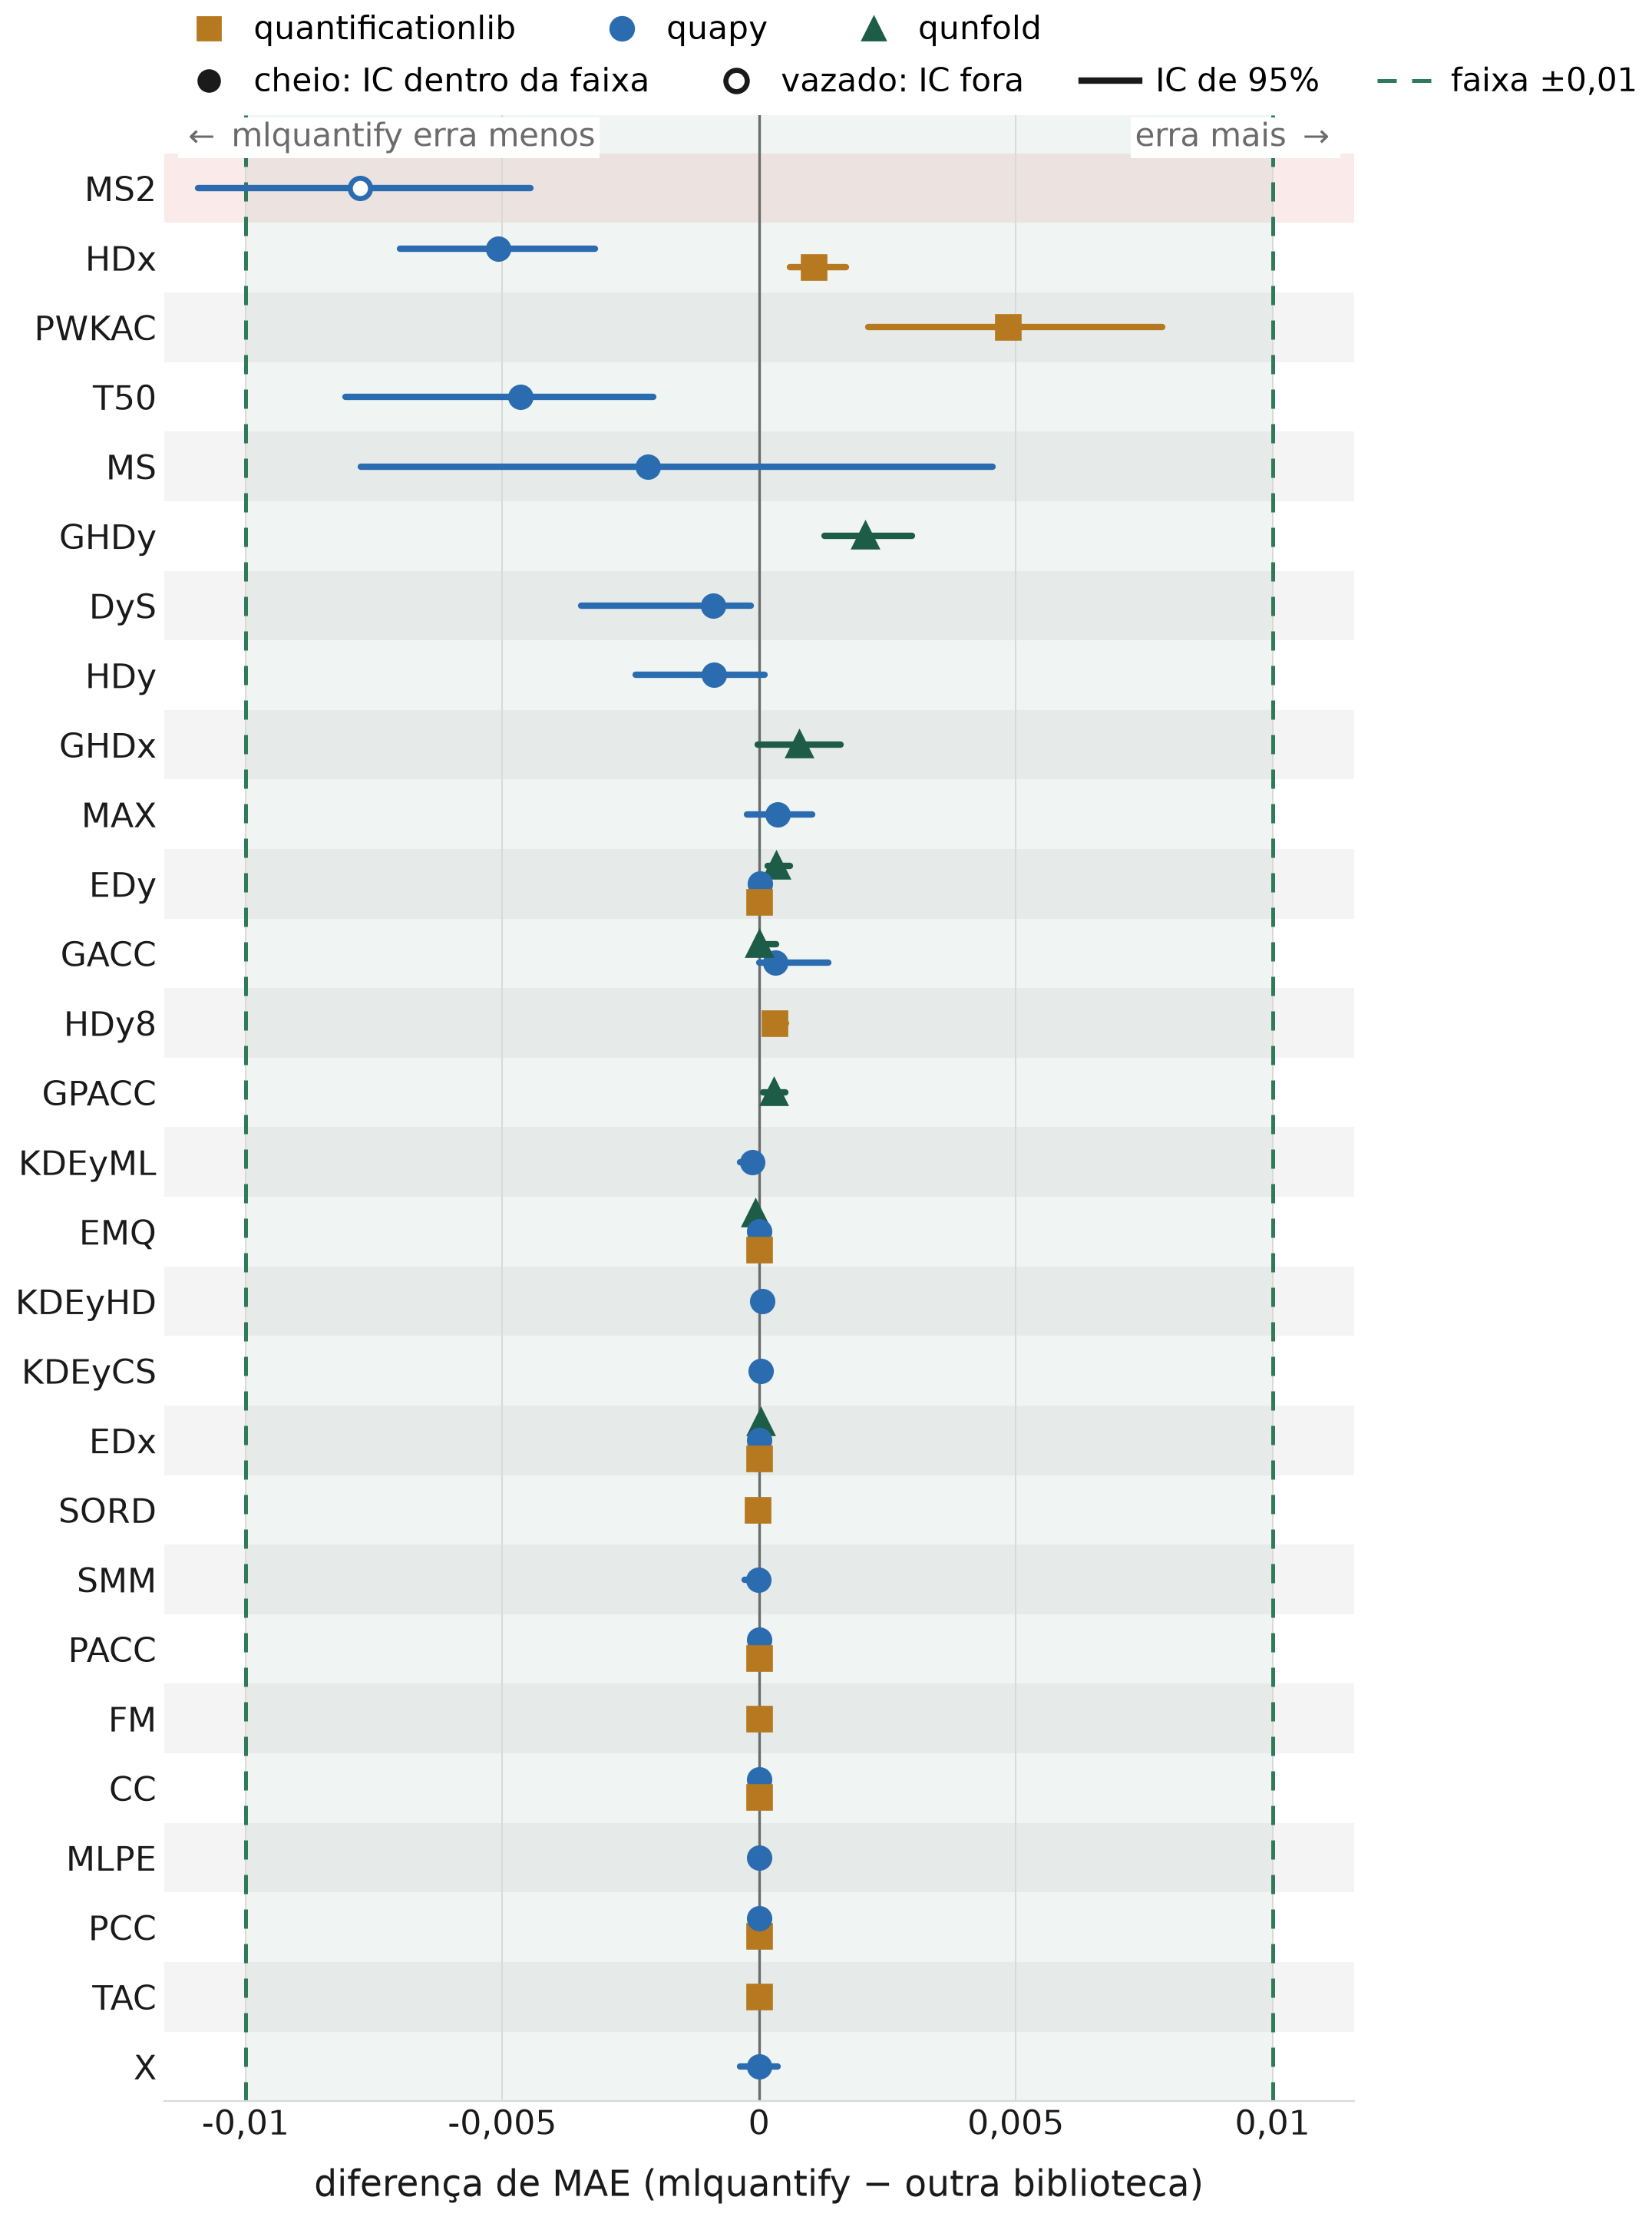 quantificationlib quapy qunfold
cheio: IC dentro da faixa vazado: IC fora IC de 95% faixa ±0,01
← mlquantify erra menos erra mais →
MS2
HDx
PWKAC
T50
MS
GHDy
DyS
HDy
GHDx
MAX
EDy
GACC
HDy8
GPACC
KDEyML
EMQ
KDEyHD
KDEyCS
EDx
SORD
SMM
PACC
FM
CC
MLPE
PCC
TAC
X
-0,01 -0,005 0 0,005 0,01
diferença de MAE (mlquantify − outra biblioteca)